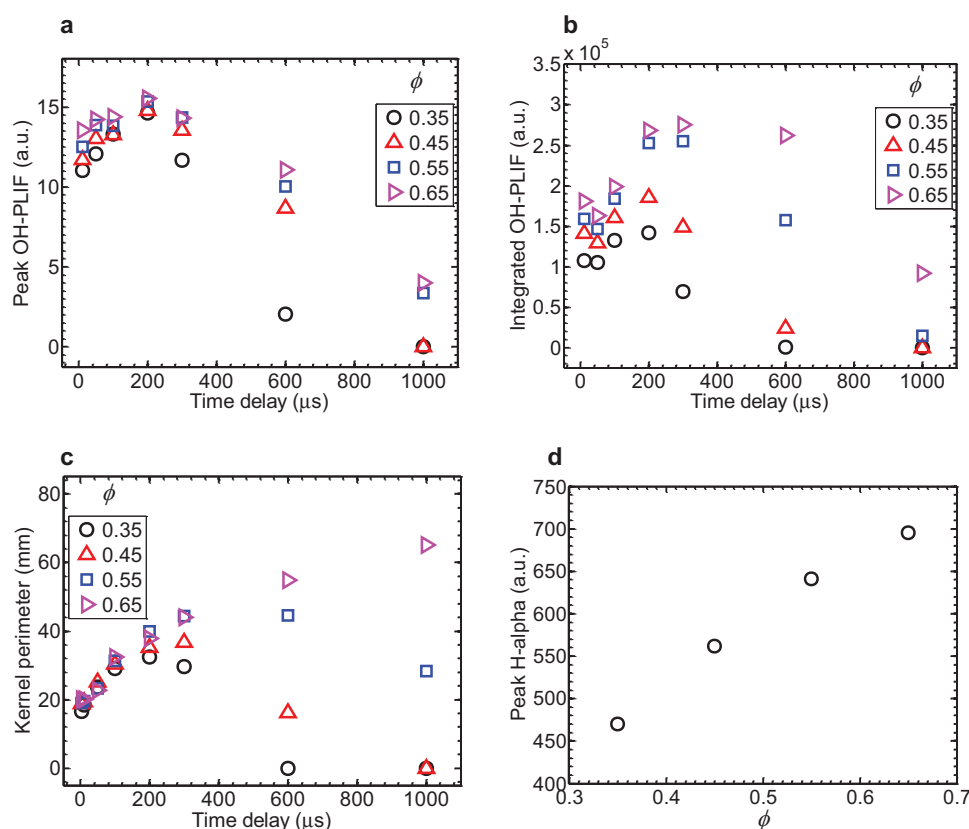 a
ϕ
0.35
0.45
0.55
0.65
Peak OH-PLIF (a.u.)
15
10
5
0
0 200 400 600 800 1000
Time delay (µs)
b
x 10^5
ϕ
0.35
0.45
0.55
0.65
Integrated OH-PLIF (a.u.)
3.5
3
2.5
2
1.5
1
0.5
0
0 200 400 600 800 1000
Time delay (µs)
c
ϕ
0.35
0.45
0.55
0.65
Kernel perimeter (mm)
80
60
40
20
0
0 200 400 600 800 1000
Time delay (µs)
d
Peak H-alpha (a.u.)
750
700
650
600
550
500
450
400
0.3 0.4 0.5 0.6 0.7
ϕ